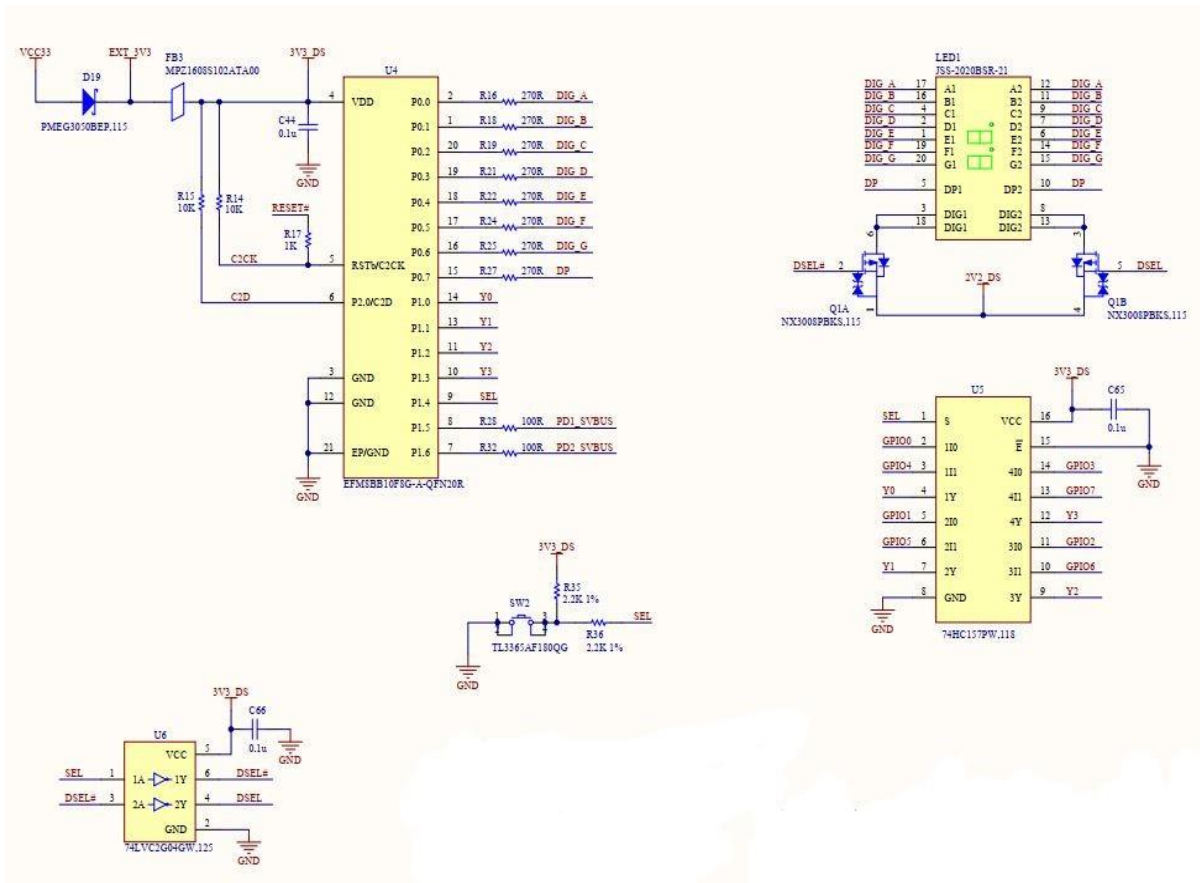 VCC33
EXT_3V3
FB3
MPZ1608S102ATA00
3V3_DS
D19
PMEG3050BEP,115
C44
0.1u
GND
R15
10K
R14
10K
RESET#
R17
1K
C2CK
C2D
U4
4 VDD P0.0 2 R16 270R DIG_A
P0.1 1 R18 270R DIG_B
P0.2 20 R19 270R DIG_C
P0.3 19 R21 270R DIG_D
P0.4 18 R22 270R DIG_E
P0.5 17 R24 270R DIG_F
P0.6 16 R25 270R DIG_G
5 RSTb/C2CK
P0.7 15 R27 270R DP
6 P2.0/C2D P1.0 14 Y0
P1.1 13 Y1
P1.2 11 Y2
3 GND P1.3 10 Y3
12 GND P1.4 9 SEL
P1.5 8 R28 100R PD1_SVBUS
21 EP/GND P1.6 7 R32 100R PD2_SVBUS
GND
EFM8BB10F8G-A-QFN20R
LED1
JSS-2020BSR-21
DIG_A 17 A1 A2 12 DIG_A
DIG_B 16 B1 B2 11 DIG_B
DIG_C 4 C1 C2 9 DIG_C
DIG_D 2 D1 D2 7 DIG_D
DIG_E 1 E1 E2 6 DIG_E
DIG_F 19 F1 F2 14 DIG_F
DIG_G 20 G1 G2 15 DIG_G
DP 5 DP1 DP2 10 DP
3 DIG1 DIG2 8
18 DIG1 DIG2 13
6
3
DSEL# 2
5 DSEL
2V2_DS
Q1A
NX3008PBKS,115
1
4
Q1B
NX3008PBKS,115
3V3_DS
C65
0.1u
GND
U5
SEL 1 S VCC 16
GPIO0 2 1I0 E 15
GPIO4 3 1I1 4I0 14 GPIO3
Y0 4 1Y 4I1 13 GPIO7
GPIO1 5 2I0 4Y 12 Y3
GPIO5 6 2I1 3I0 11 GPIO2
Y1 7 2Y 3I1 10 GPIO6
8 GND 3Y 9 Y2
GND
74HC157PW,118
3V3_DS
R35
2.2K 1%
SW2
1
3
SEL
R36
2.2K 1%
TL3365AF180QG
GND
3V3_DS
C66
0.1u
GND
U6
VCC 5
SEL 1 1A 1Y 6 DSEL#
DSEL# 3 2A 2Y 4 DSEL
GND 2
GND
74LVC2G04GW,125